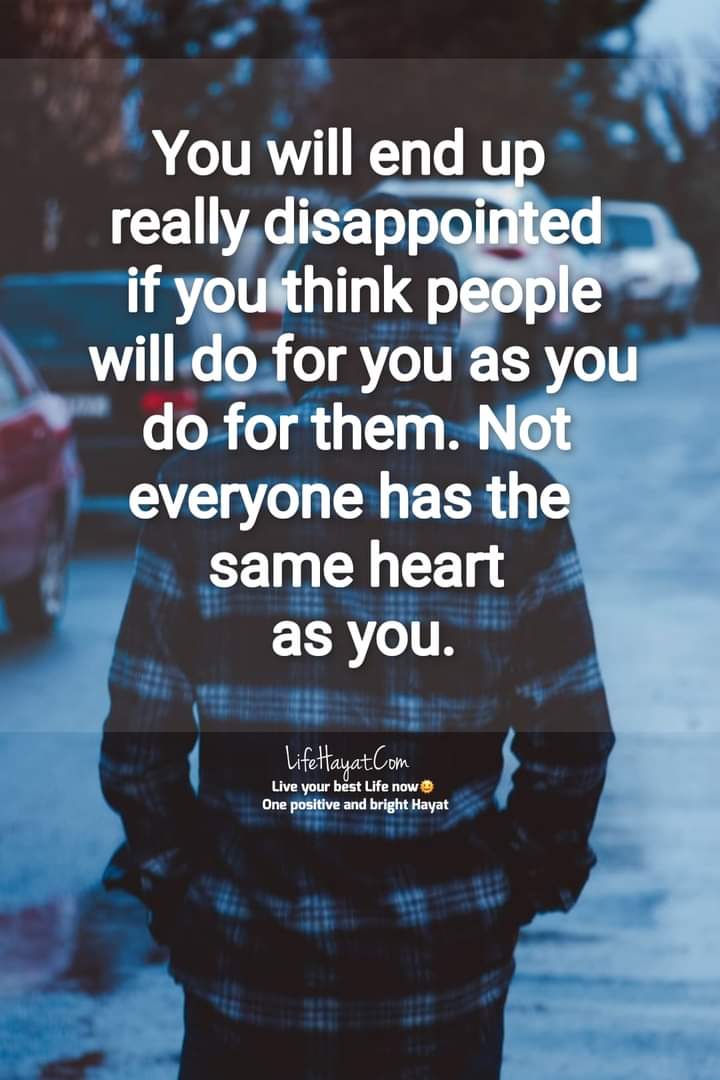 You will end up
really disappointed
if you think people
will do for you as you
do for them. Not
everyone has the
same heart
as you.
LifeHayat.Com
Live your best Life now😆
One positive and bright Hayat